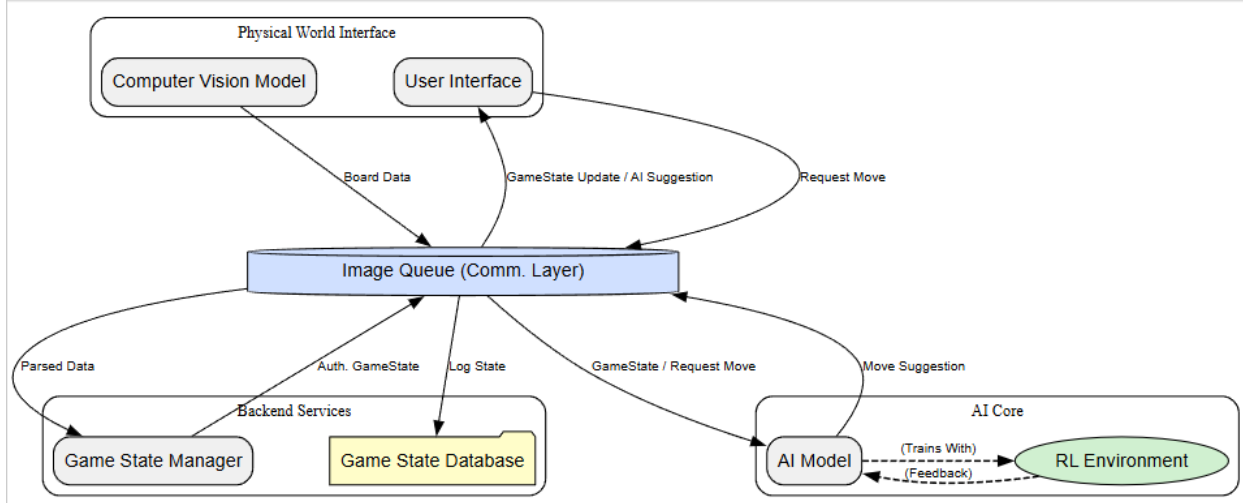 Physical World Interface
Computer Vision Model
User Interface
Board Data
GameState Update / AI Suggestion
Request Move
Image Queue (Comm. Layer)
Parsed Data
Auth. GameState
Log State
GameState / Request Move
Move Suggestion
Backend Services
AI Core
Game State Manager
Game State Database
AI Model
(Trains With)
(Feedback)
RL Environment